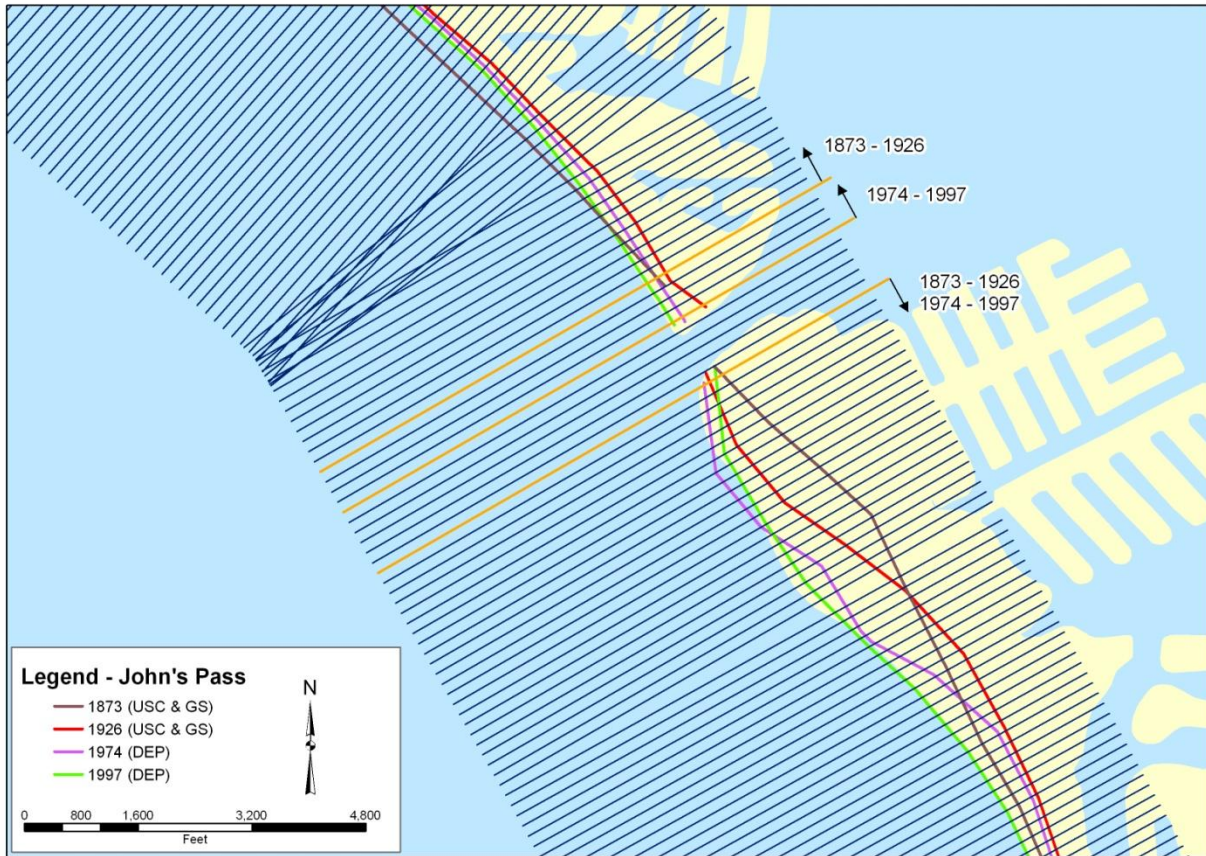 1873 - 1926
1974 - 1997
1873 - 1926
1974 - 1997
Legend - John's Pass
1873 (USC & GS)
1926 (USC & GS)
1974 (DEP)
1997 (DEP)
N
0 800 1,600 3,200 4,800
Feet